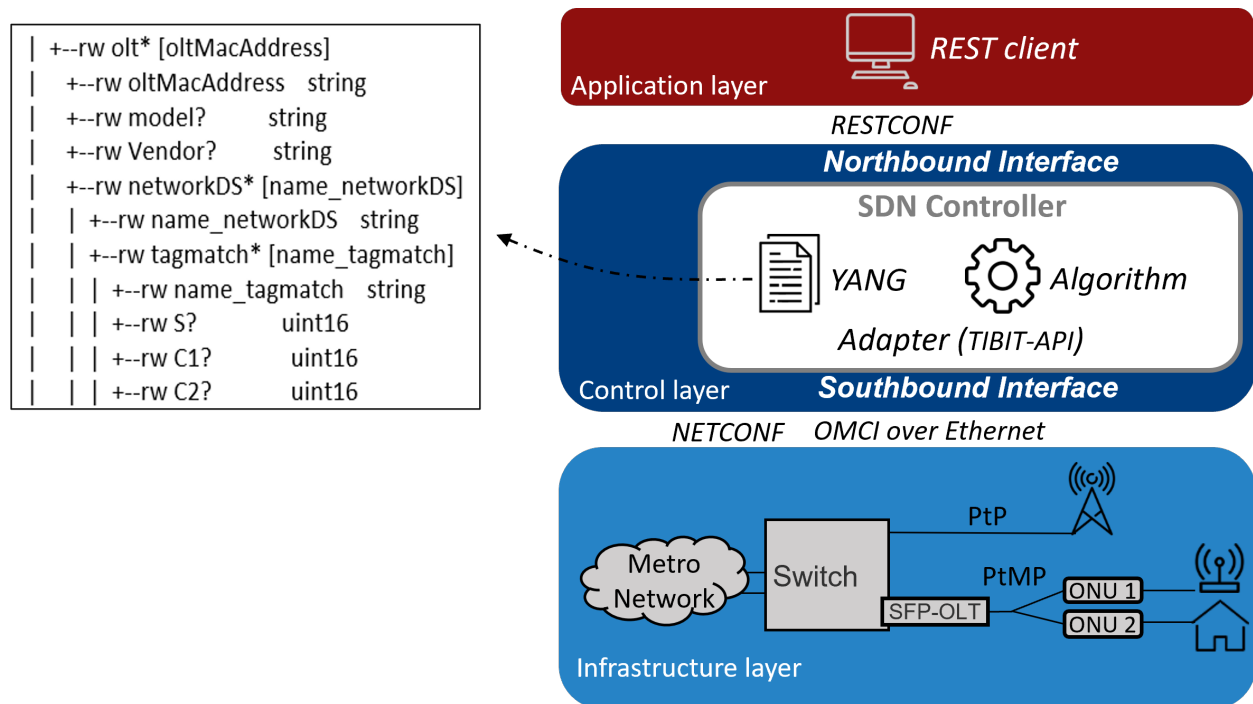 | +--rw olt* [oltMacAddress]
| +--rw oltMacAddress string
| +--rw model? string
| +--rw Vendor? string
| +--rw networkDS* [name_networkDS]
| | +--rw name_networkDS string
| | +--rw tagmatch* [name_tagmatch]
| | | +--rw name_tagmatch string
| | | +--rw S? uint16
| | | +--rw C1? uint16
| | | +--rw C2? uint16
REST client
Application layer
RESTCONF
Northbound Interface
SDN Controller
YANG
Algorithm
Adapter (TIBIT-API)
Southbound Interface
Control layer
NETCONF OMCI over Ethernet
PtP
Metro
Network
Switch
PtMP
SFP-OLT
ONU 1
ONU 2
Infrastructure layer